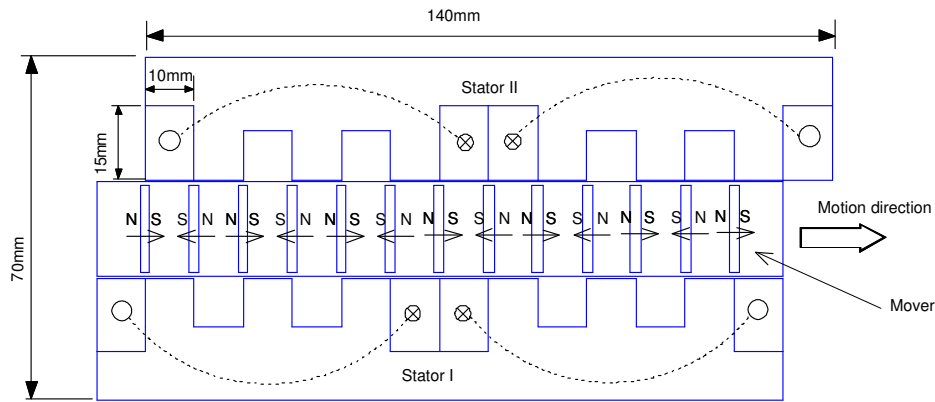 140mm
10mm
Stator II
15mm
70mm
N S S N N S S N N S S N N S S N N S S N N S S N N S
Motion direction
Mover
Stator I